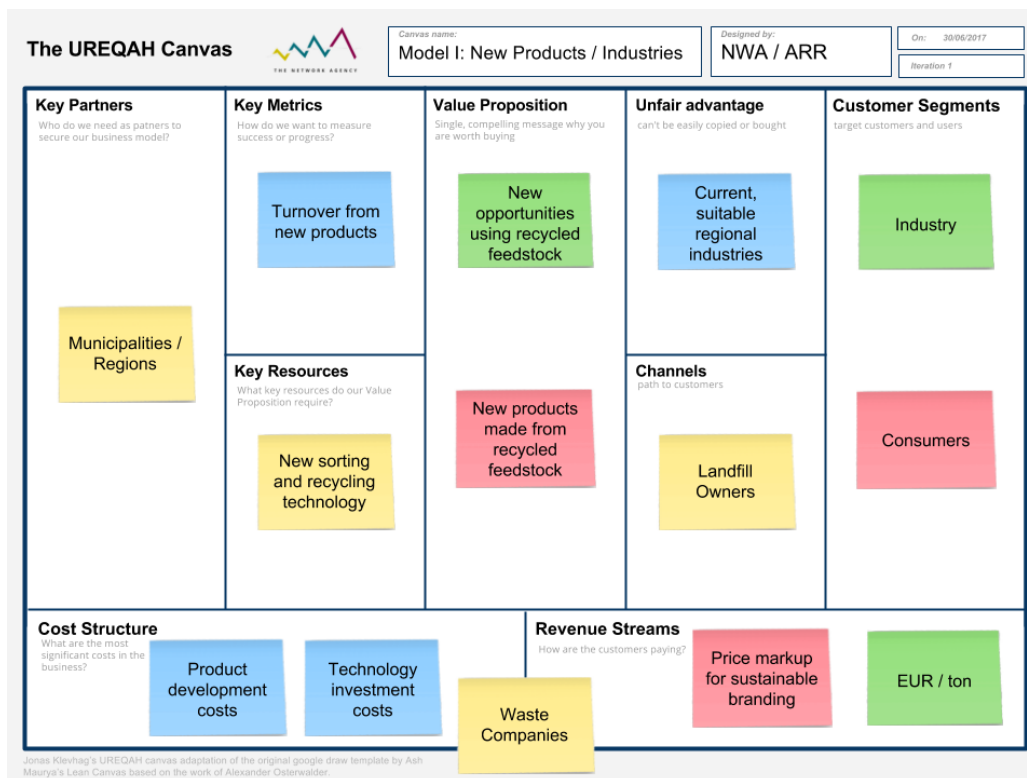 The UREQAH Canvas
THE NETWORK AGENCY
Canvas name:
Model I: New Products / Industries
Designed by:
NWA / ARR
On: 30/06/2017
Iteration 1
Key Partners
Who do we need as patners to
secure our business model?
Municipalities /
Regions
Key Metrics
How do we want to measure
success or progress?
Turnover from
new products
Key Resources
What key resources do our Value
Proposition require?
New sorting
and recycling
technology
Value Proposition
Single, compelling message why you
are worth buying
New
opportunities
using recycled
feedstock
New products
made from
recycled
feedstock
Unfair advantage
can't be easily copied or bought
Current,
suitable
regional
industries
Channels
path to customers
Landfill
Owners
Customer Segments
target customers and users
Industry
Consumers
Cost Structure
What are the most
significant costs in the
business?
Product
development
costs
Technology
investment
costs
Waste
Companies
Revenue Streams
How are the customers paying?
Price markup
for sustainable
branding
EUR / ton
Jonas Klevhag's UREQAH canvas adaptation of the original google draw template by Ash
Maurya's Lean Canvas based on the work of Alexander Osterwalder.